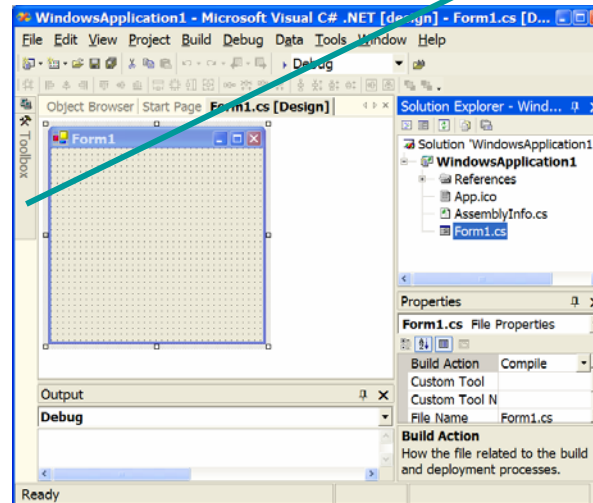 WindowsApplication1 - Microsoft Visual C# .NET [design] - Form1.cs [D...
File Edit View Project Build Debug Data Tools Window Help
Debug
Object Browser Start Page Form1.cs [Design]
Toolbox
Form1
Solution Explorer - Wind...
Solution 'WindowsApplication1
WindowsApplication1
References
App.ico
AssemblyInfo.cs
Form1.cs
Properties
Form1.cs File Properties
Build Action Compile
Custom Tool
Custom Tool N
File Name Form1.cs
Build Action
How the file related to the build
and deployment processes.
Output
Debug
Ready